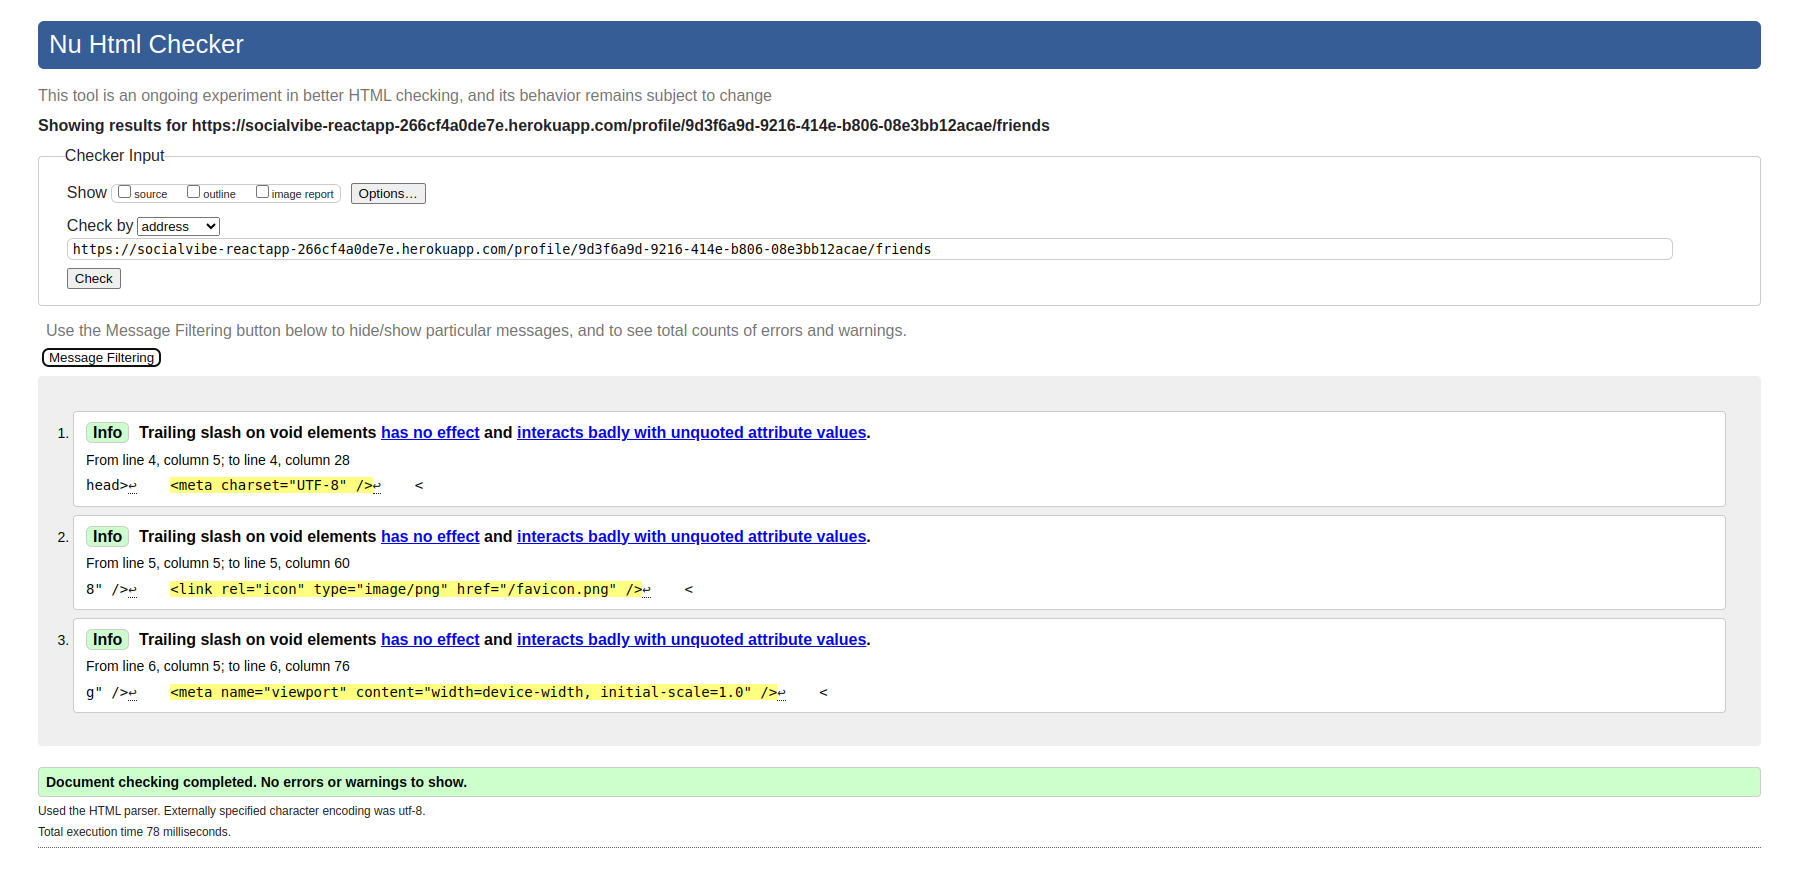 Nu Html Checker
This tool is an ongoing experiment in better HTML checking, and its behavior remains subject to change
Showing results for https://socialvibe-reactapp-266cf4a0de7e.herokuapp.com/profile/9d3f6a9d-9216-414e-b806-08e3bb12acae/friends
Checker Input
Show source outline image report Options...
Check by address
https://socialvibe-reactapp-266cf4a0de7e.herokuapp.com/profile/9d3f6a9d-9216-414e-b806-08e3bb12acae/friends
Check
Use the Message Filtering button below to hide/show particular messages, and to see total counts of errors and warnings.
Message Filtering
1. Info Trailing slash on void elements has no effect and interacts badly with unquoted attribute values.
From line 4, column 5; to line 4, column 28
head>↩    <meta charset="UTF-8" />↩    <
2. Info Trailing slash on void elements has no effect and interacts badly with unquoted attribute values.
From line 5, column 5; to line 5, column 60
8" />↩    <link rel="icon" type="image/png" href="/favicon.png" />↩    <
3. Info Trailing slash on void elements has no effect and interacts badly with unquoted attribute values.
From line 6, column 5; to line 6, column 76
g" />↩    <meta name="viewport" content="width=device-width, initial-scale=1.0" />↩    <
Document checking completed. No errors or warnings to show.
Used the HTML parser. Externally specified character encoding was utf-8.
Total execution time 78 milliseconds.